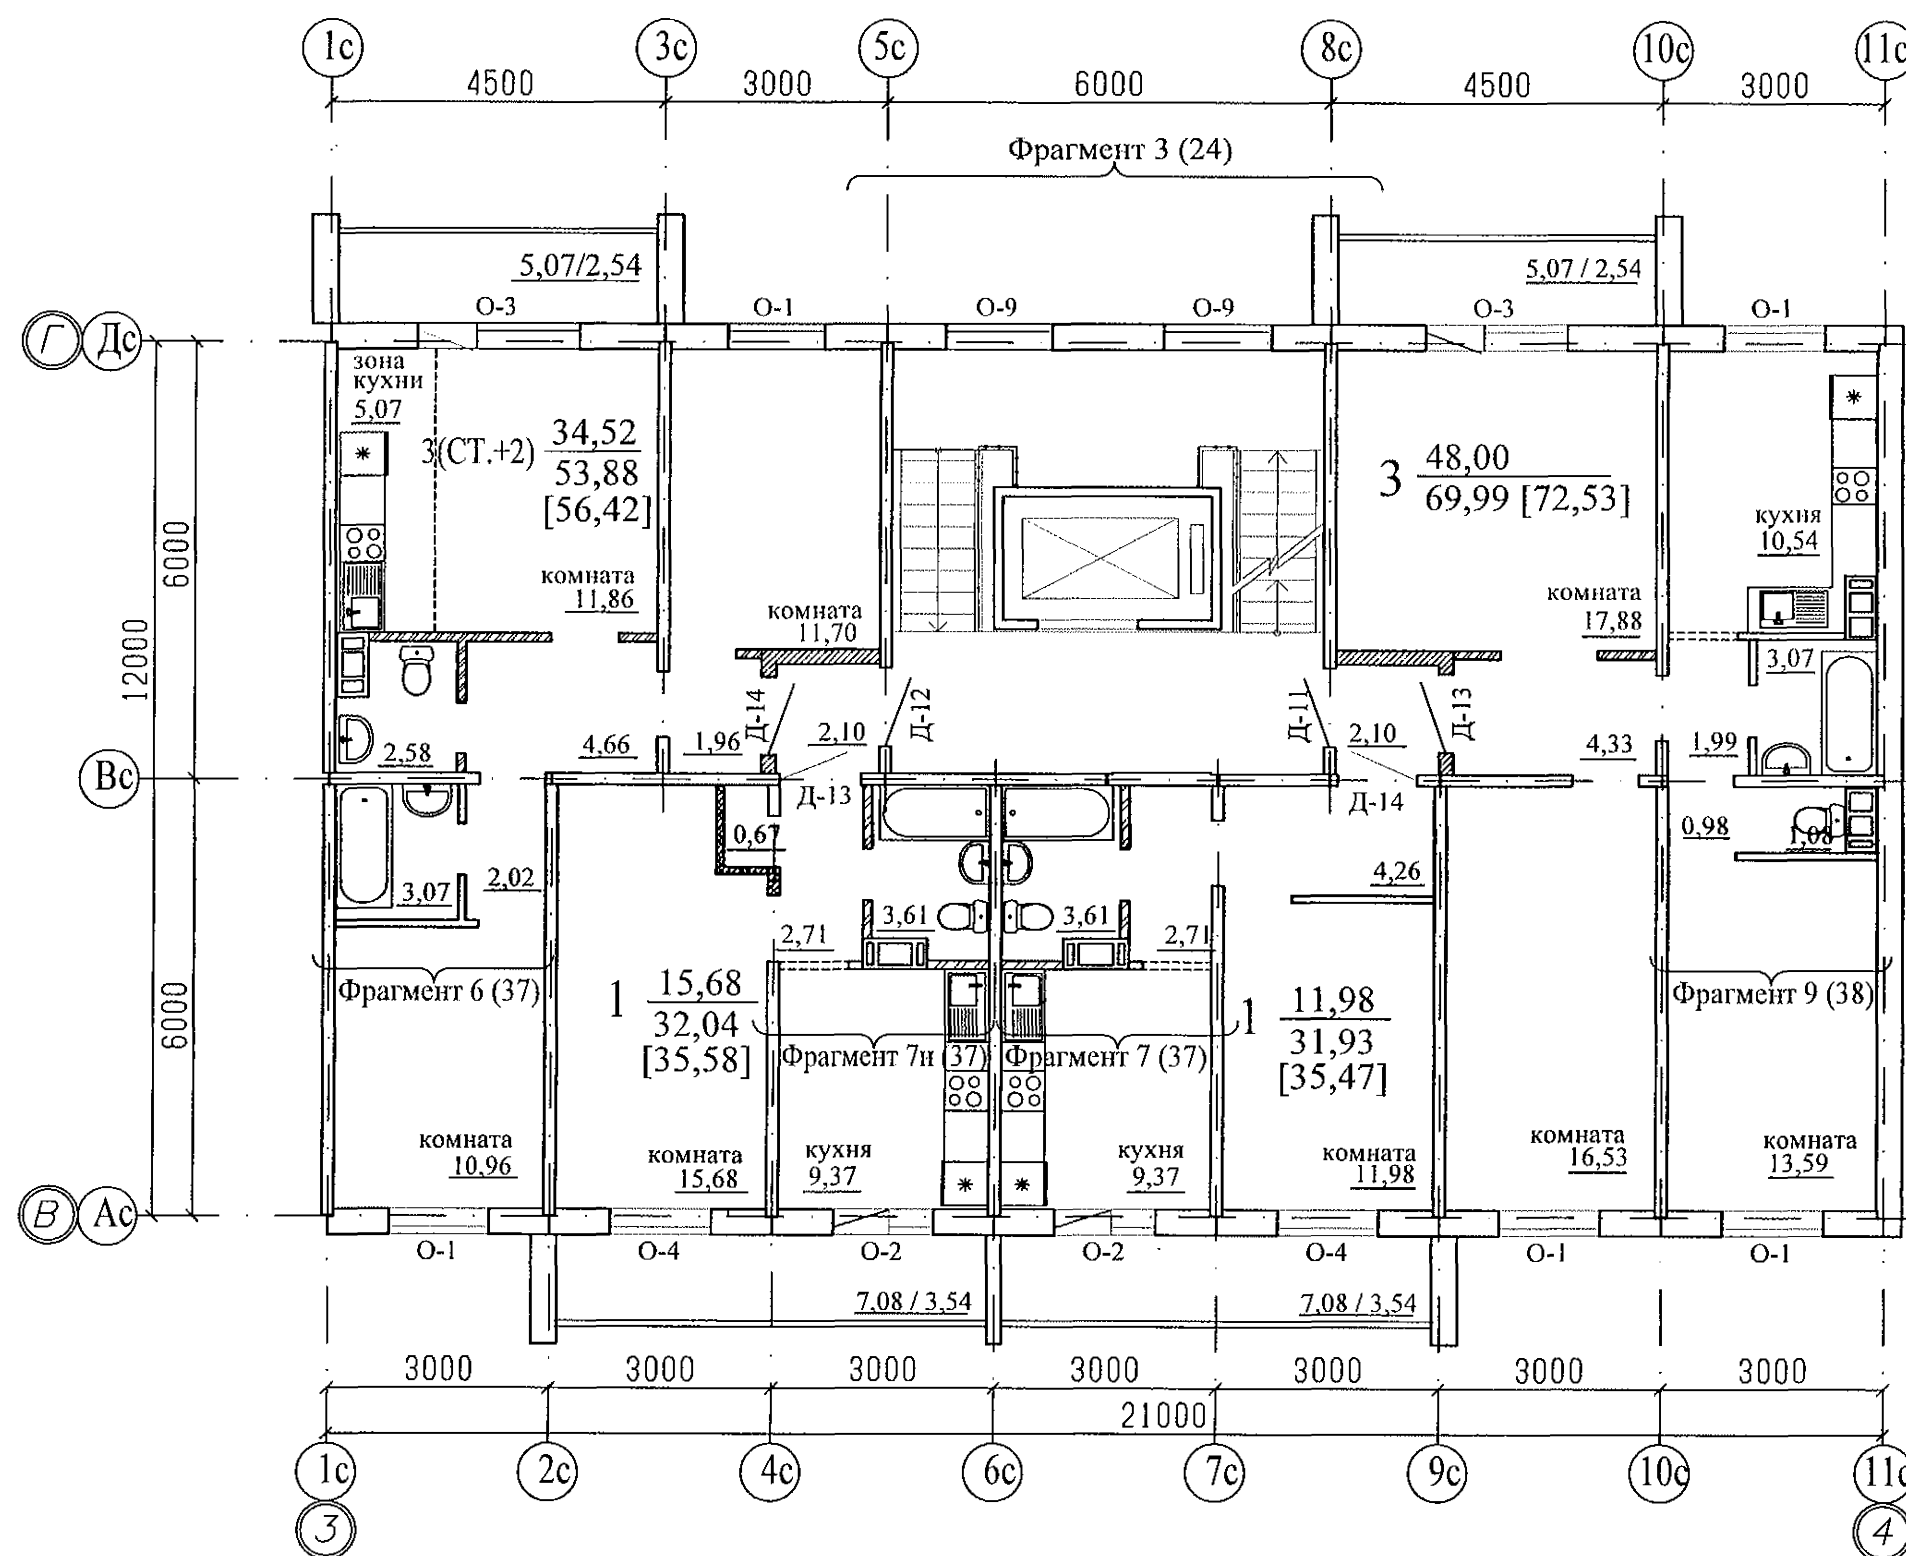 1с 3с 5с 8с 10с 11с
4500 3000 6000 4500 3000
Фрагмент 3 (24)
5,07/2,54
5,07 / 2,54
О-3 О-1 О-9 О-9 О-3 О-1
Г Дс
зона
кухни
5,07
3(СТ.+2) 34,52
53,88
[56,42]
3 48,00
69,99 [72,53]
кухня
10,54
комната
11,86
комната
11,70
комната
17,88
6000
12000
3,07
Д-14 Д-12 Д-11 Д-13
2,58 4,66 1,96 2,10 2,10 4,33 1,99
Вс
Д-13 Д-14
0,67 0,98 1,08
3,07 2,02 4,26
3,61 3,61
2,71 2,71
Фрагмент 6 (37)
1 15,68
32,04
[35,58]
1 11,98
31,93
[35,47]
Фрагмент 9 (38)
Фрагмент 7н (37) Фрагмент 7 (37)
6000
комната
10,96
комната
15,68
кухня
9,37
кухня
9,37
комната
11,98
комната
16,53
комната
13,59
В Ас
О-1 О-4 О-2 О-2 О-4 О-1 О-1
7,08 / 3,54 7,08 / 3,54
3000 3000 3000 3000 3000 3000 3000
21000
1с 2с 4с 6с 7с 9с 10с 11с
3 4